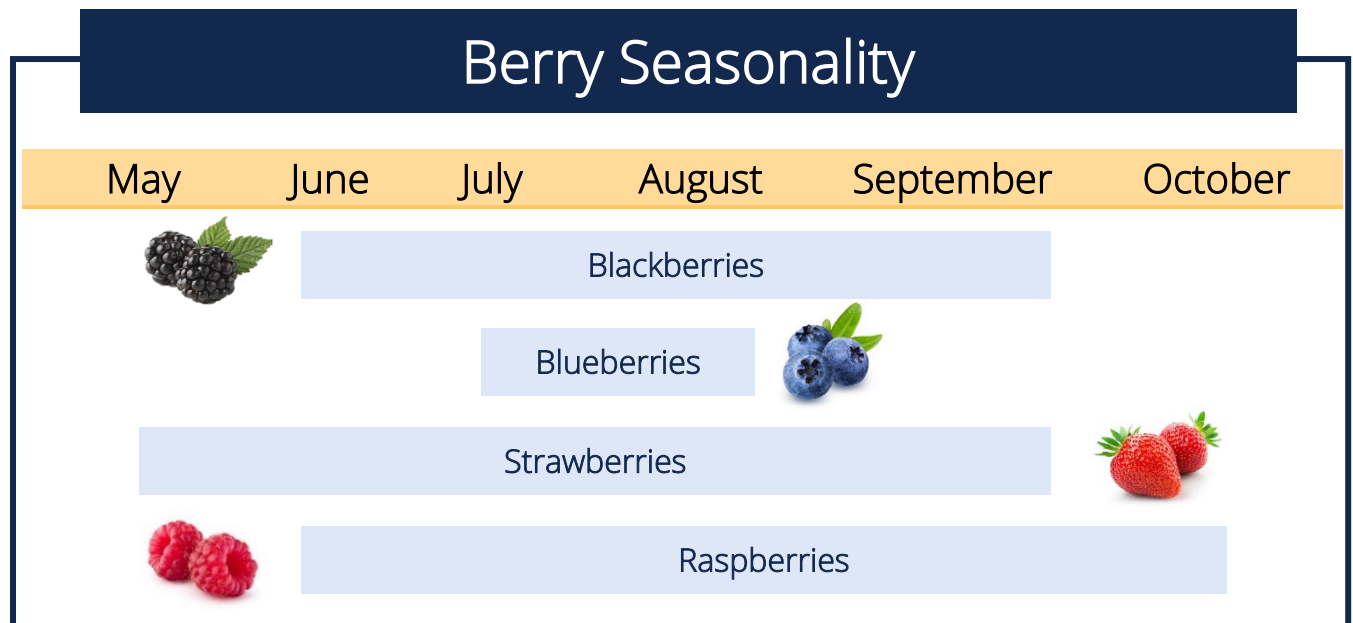 Berry Seasonality
May June July August September October
Blackberries
Blueberries
Strawberries
Raspberries